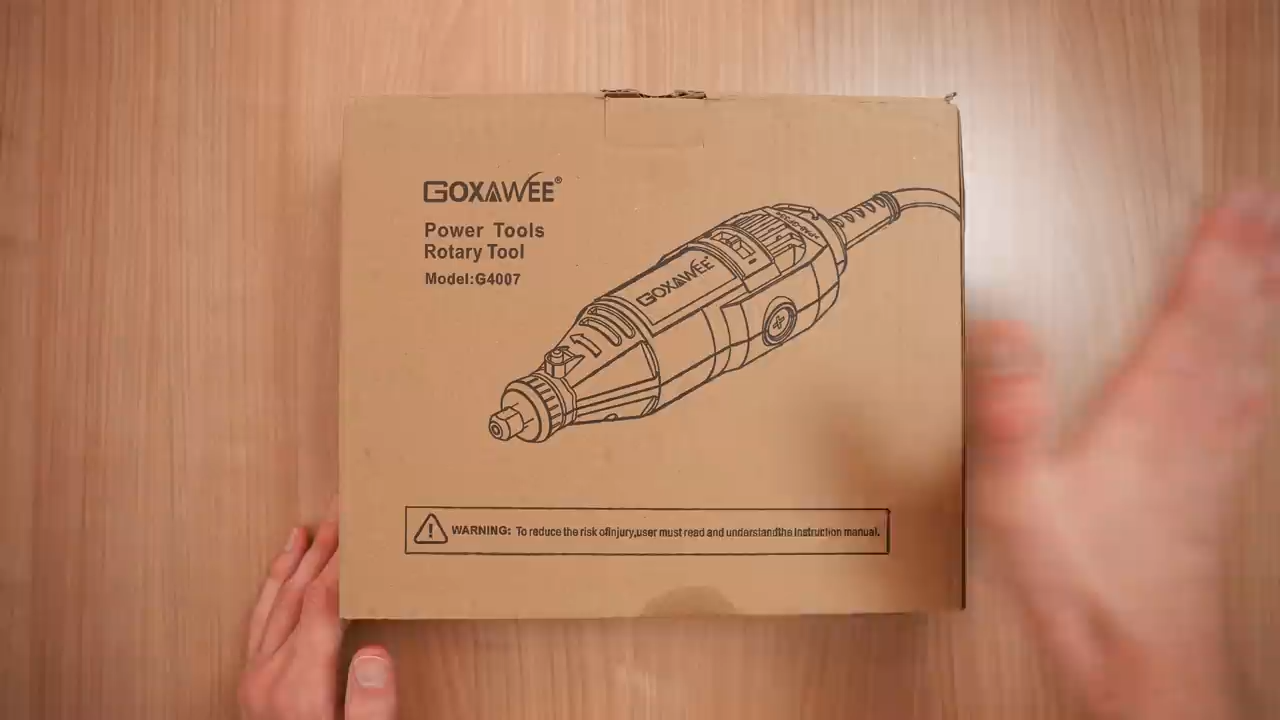 GOXAWEE®
Power Tools
Rotary Tool
Model:G4007
GOXAWEE®
WARNING: To reduce the risk ofinjury,user must read and understandthe Instruction manual.